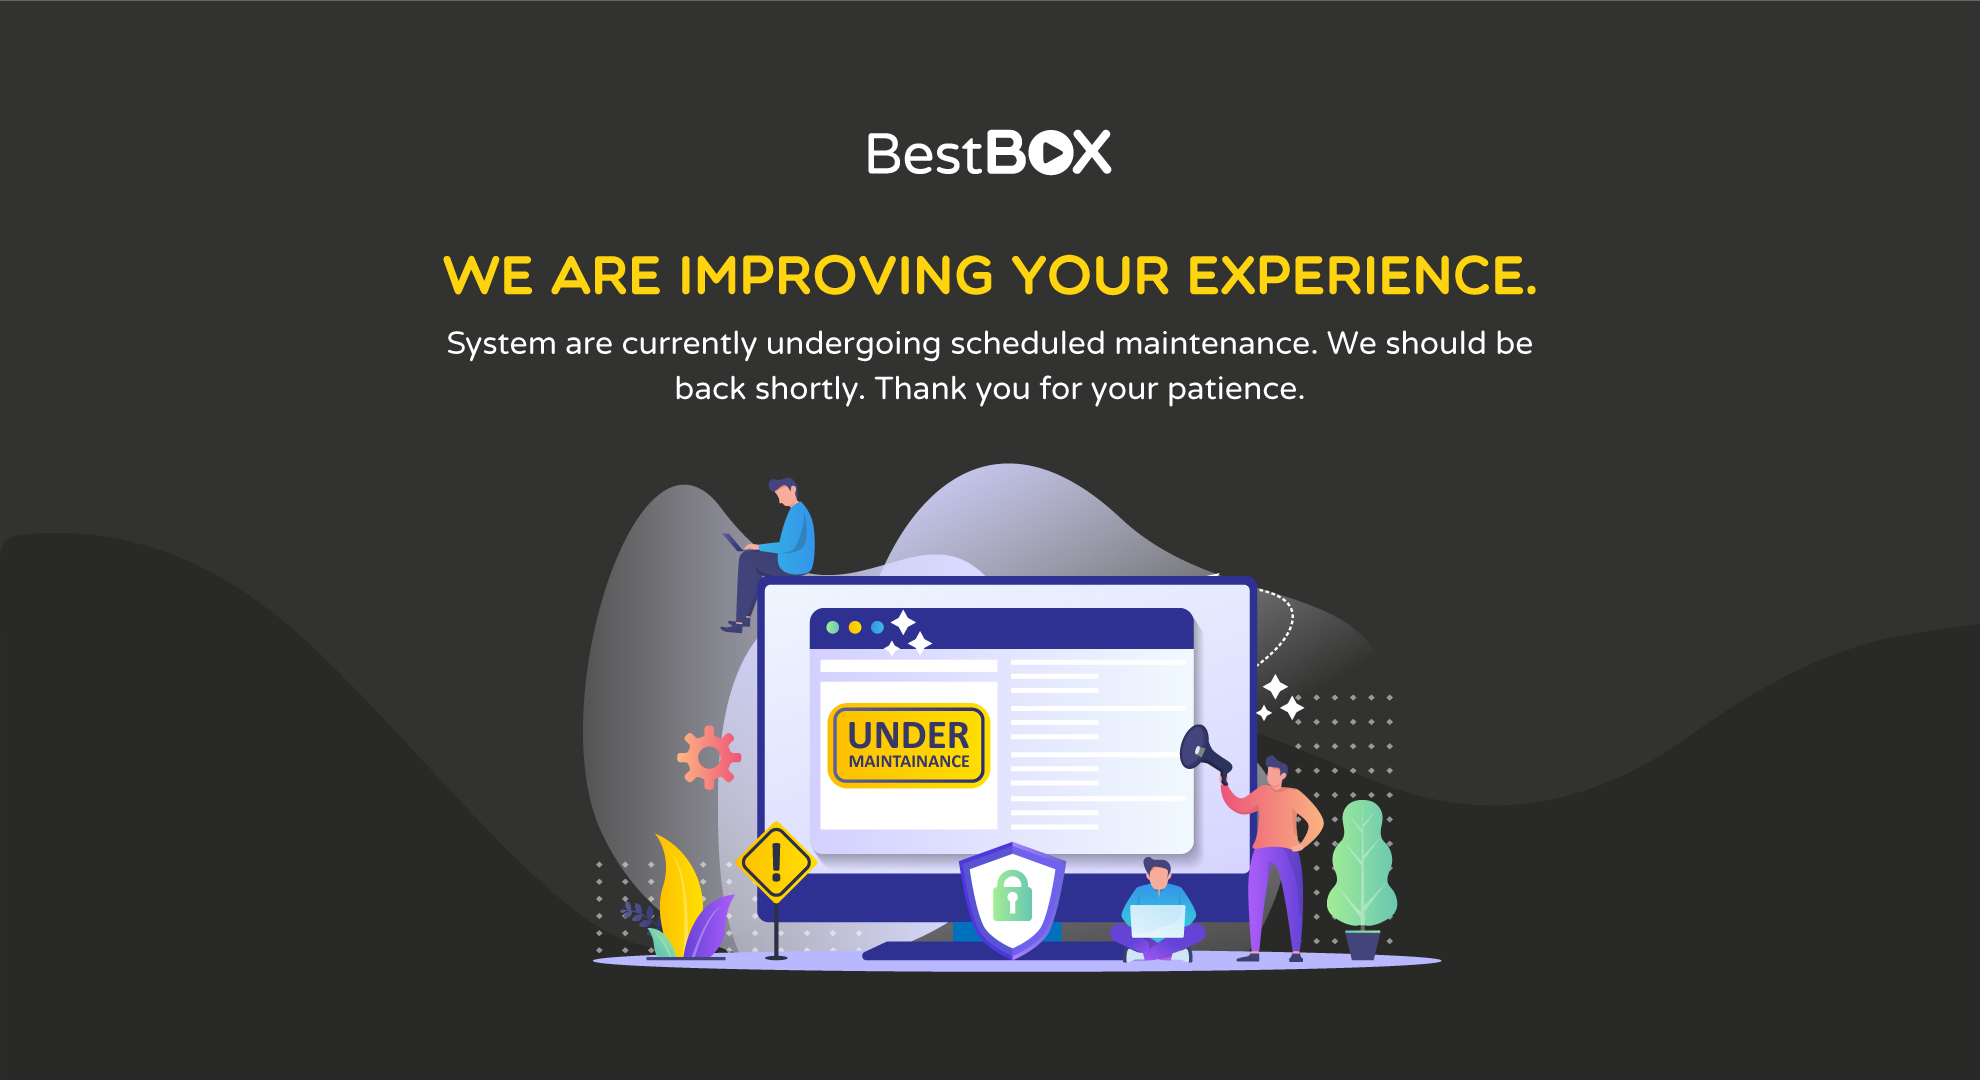 BestBOX
WE ARE IMPROVING YOUR EXPERIENCE.
System are currently undergoing scheduled maintenance. We should be
back shortly. Thank you for your patience.
UNDER
MAINTAINANCE
!